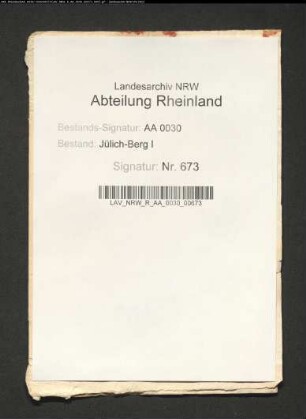 Landesarchiv NRW
Abteilung Rheinland
Bestands-Signatur: AA 0030
Bestand: Jülich-Berg I
Signatur: Nr. 673
LAV_NRW_R_AA_0030_00673